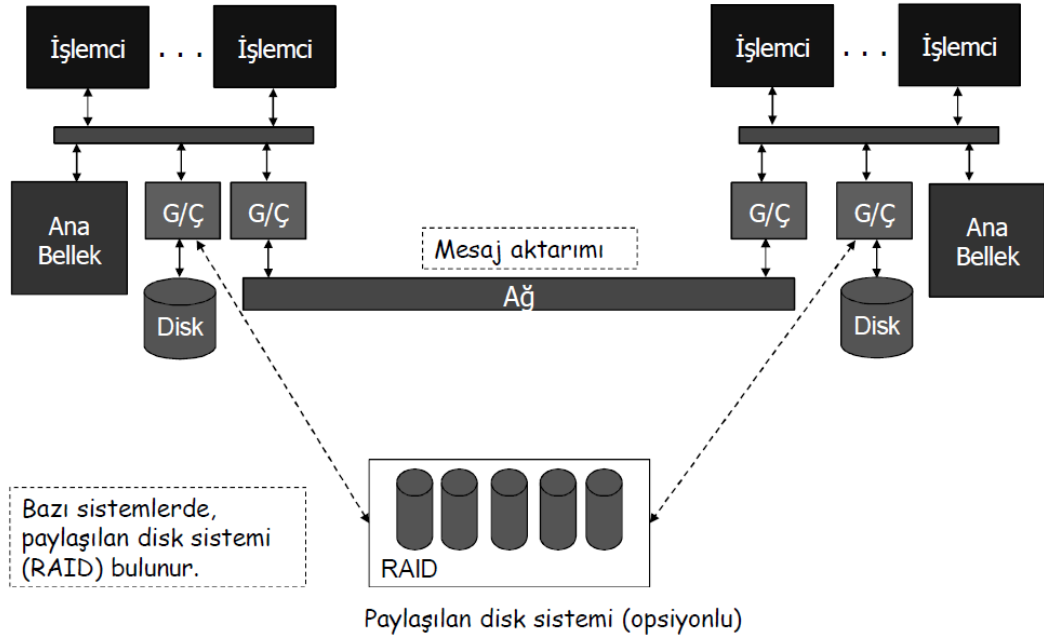 İşlemci . . . İşlemci
İşlemci . . . İşlemci
Ana
Bellek
G/Ç
G/Ç
Disk
Mesaj aktarımı
Ağ
G/Ç
G/Ç
Ana
Bellek
Disk
Bazı sistemlerde,
paylaşılan disk sistemi
(RAID) bulunur.
RAID
Paylaşılan disk sistemi (opsiyonlu)